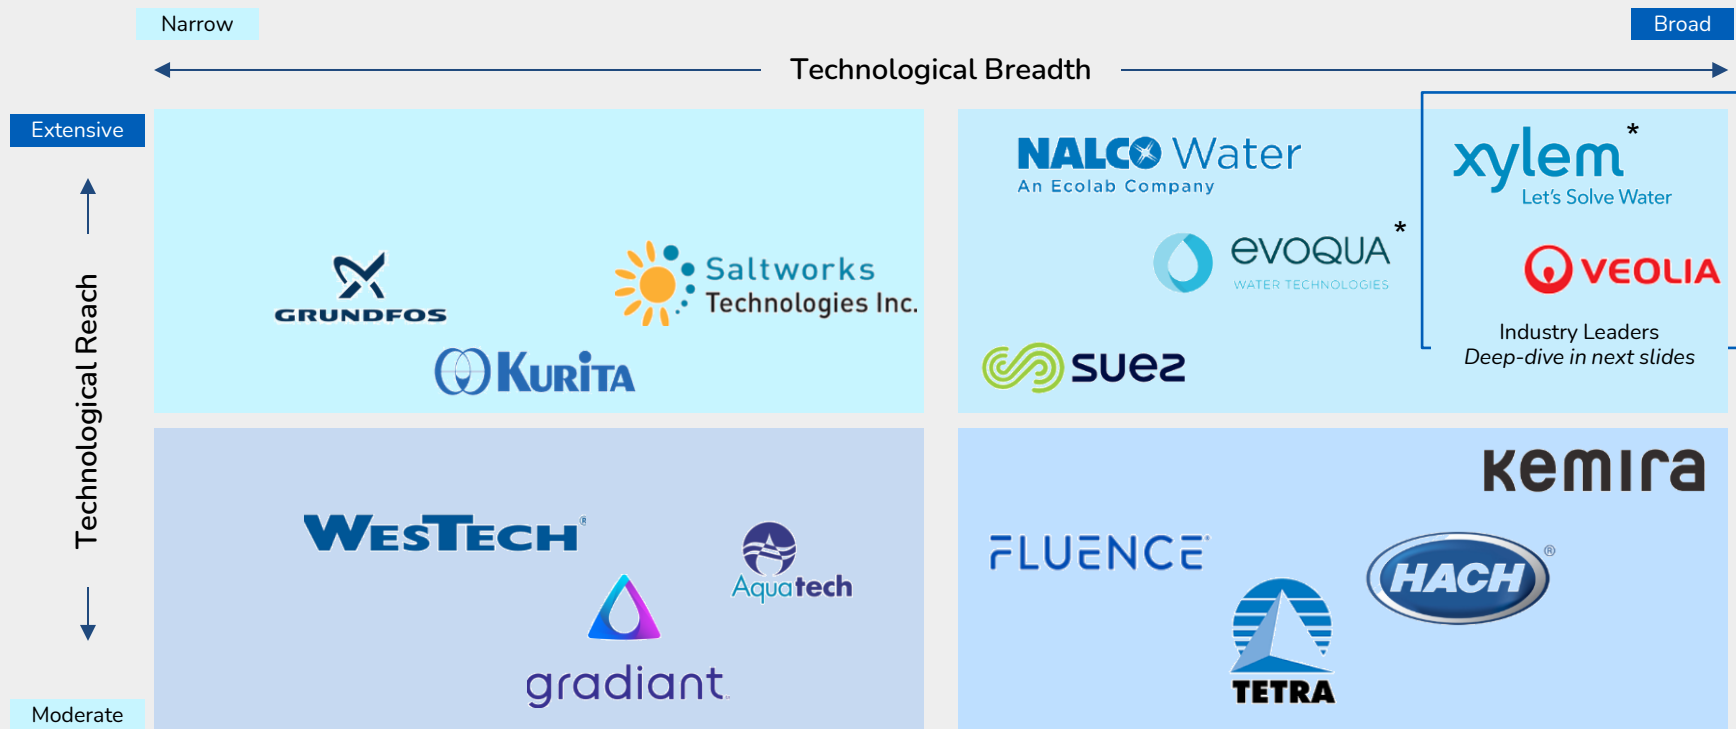 Narrow
Broad
Technological Breadth
Extensive
Technological Reach
Moderate
GRUNDFOS
Saltworks
Technologies Inc.
KURITA
NALCO Water
An Ecolab Company
evoQUA*
WATER TECHNOLOGIES
suez
xylem*
Let's Solve Water
VEOLIA
Industry Leaders
Deep-dive in next slides
WESTECH®
Aquatech
gradiant™
FLUENCE®
kemira
HACH®
TETRA